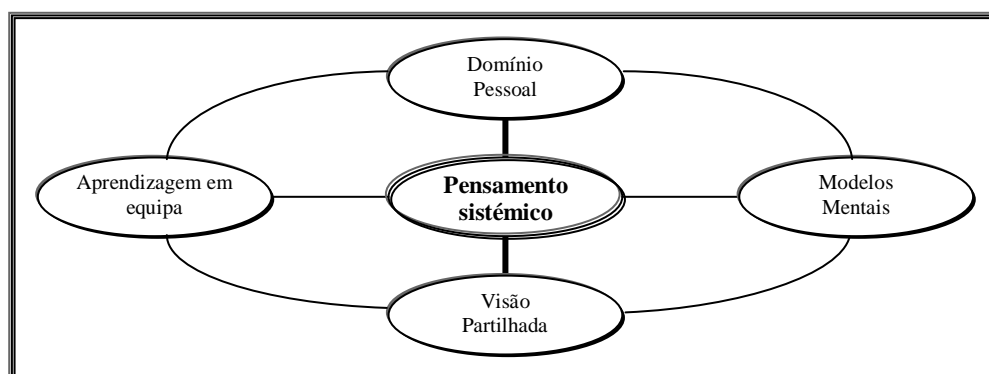 Domínio
Pessoal
Aprendizagem em
equipa
Pensamento
sistémico
Modelos
Mentais
Visão
Partilhada